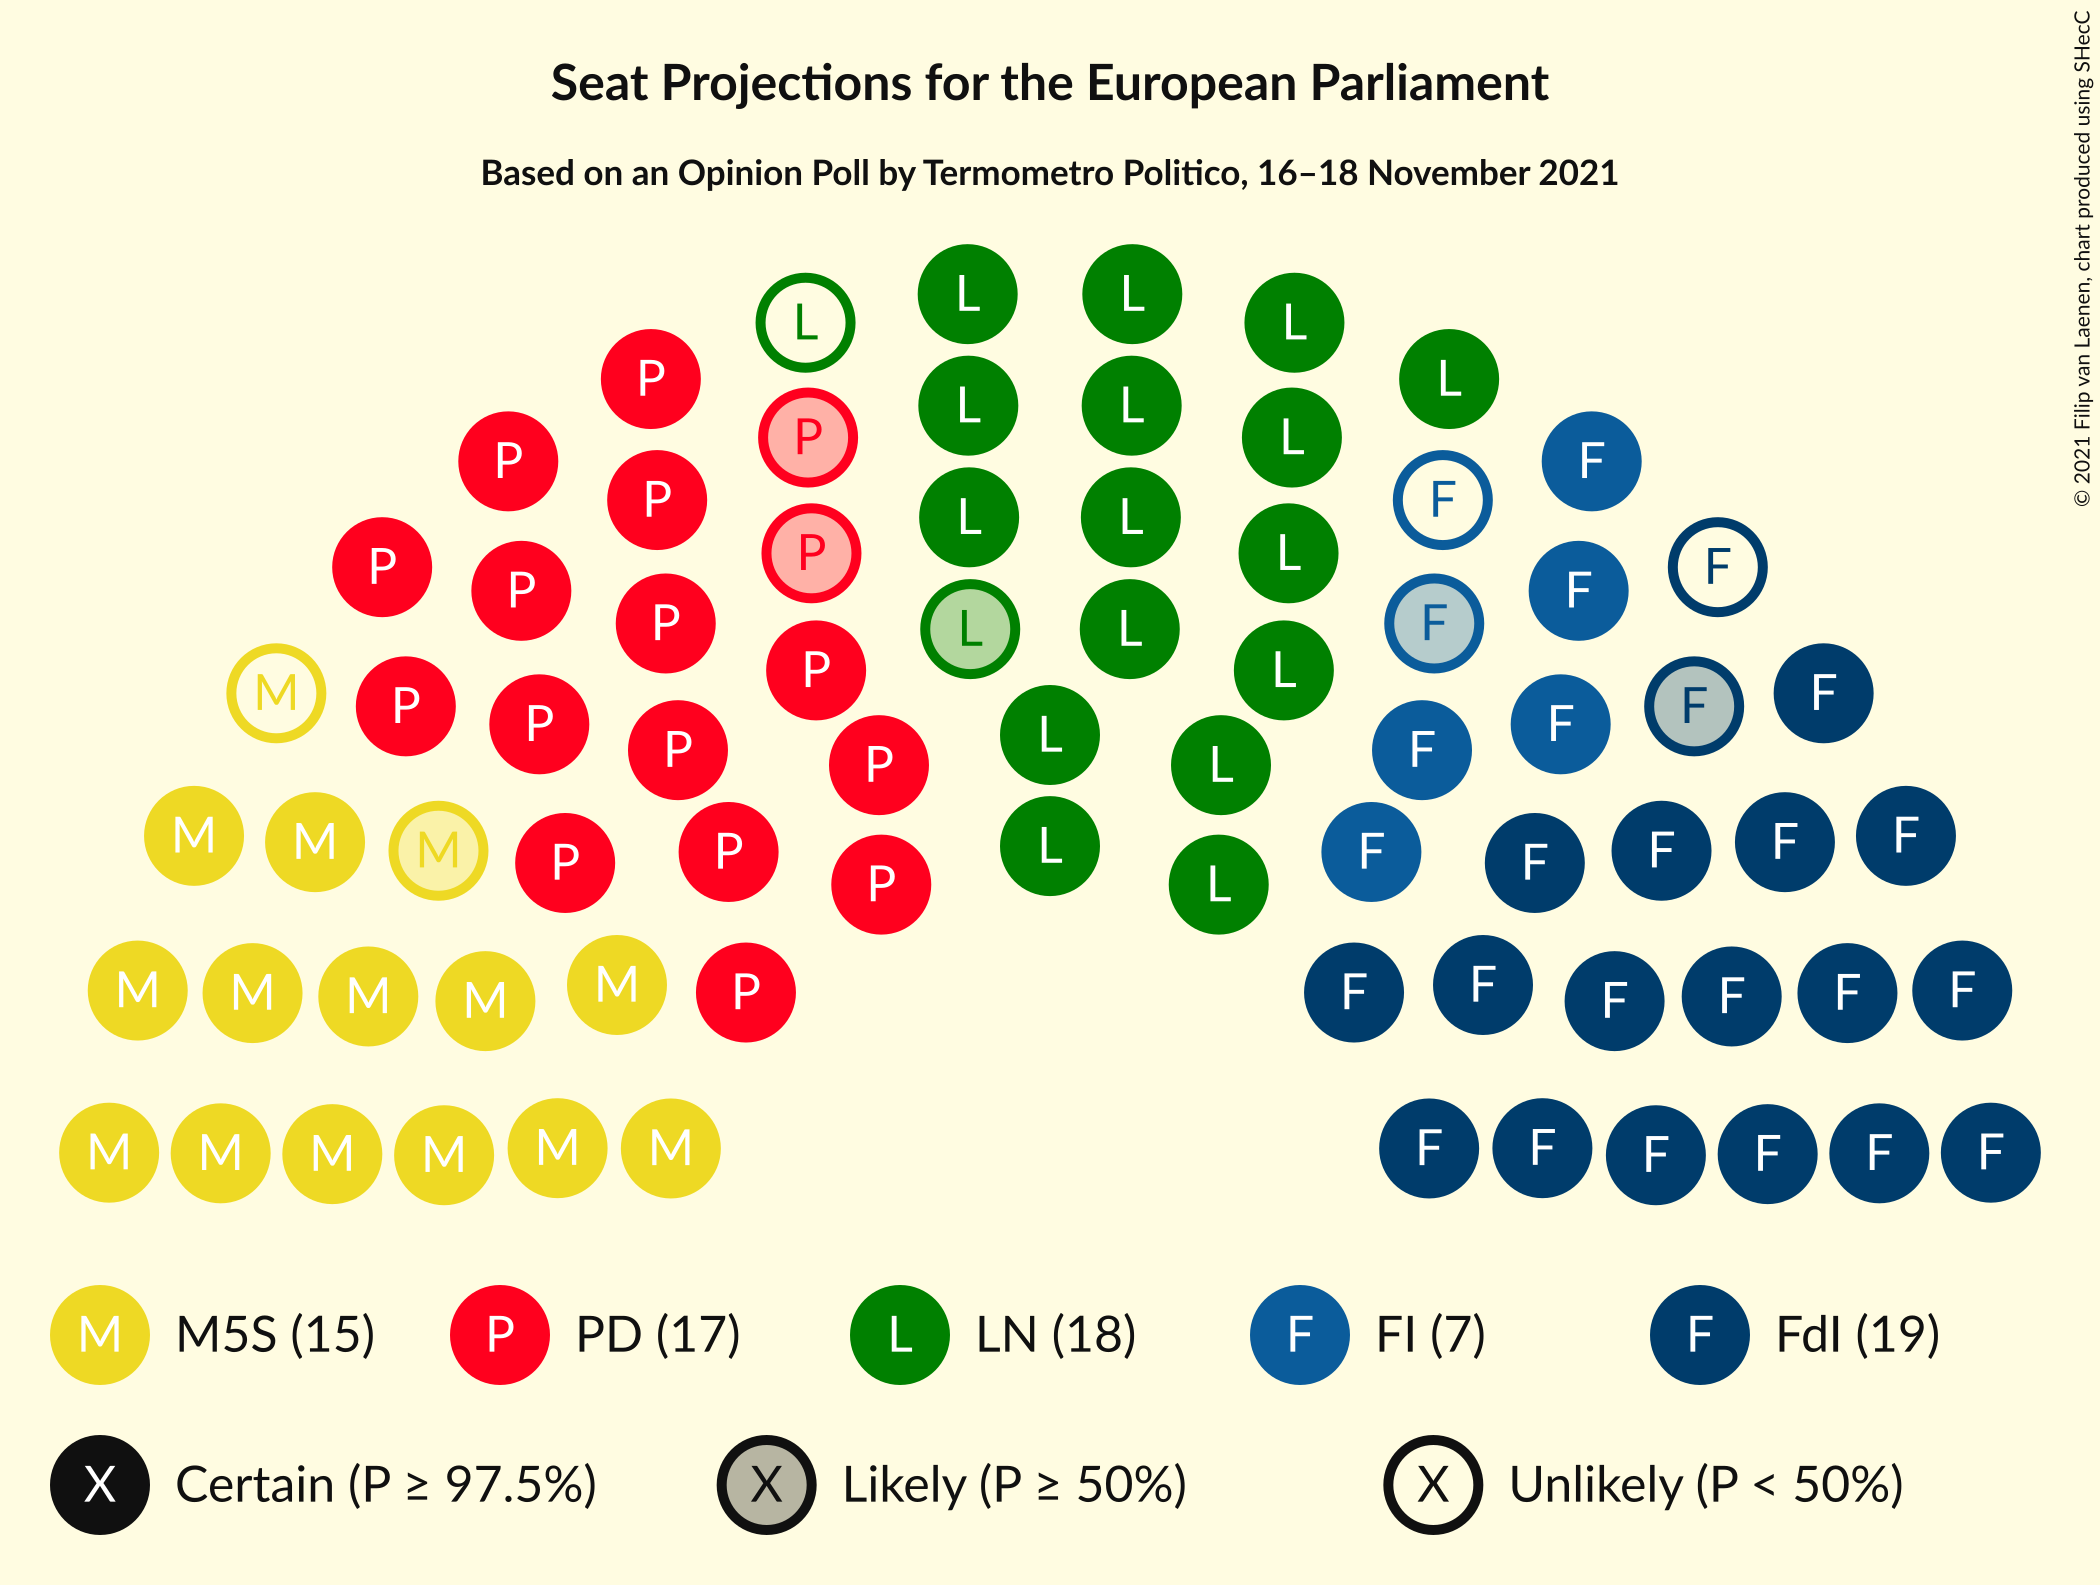 Seat Projections for the European Parliament
Based on an Opinion Poll by Termometro Politico, 16–18 November 2021
© 2021 Filip van Laenen, chart produced using SHecC
L L L L
P L
P P L L L F
P P F
P L L L F
P P F F
P L L F
M P P P P L L F F F F
L
P L F
M M M P P P L L F F F F F
M M M M M P F F F F F F
M M M M M M F F F F F F
M M5S (15) P PD (17) L LN (18) F FI (7) F FdI (19)
X Certain (P ≥ 97.5%) X Likely (P ≥ 50%) X Unlikely (P < 50%)